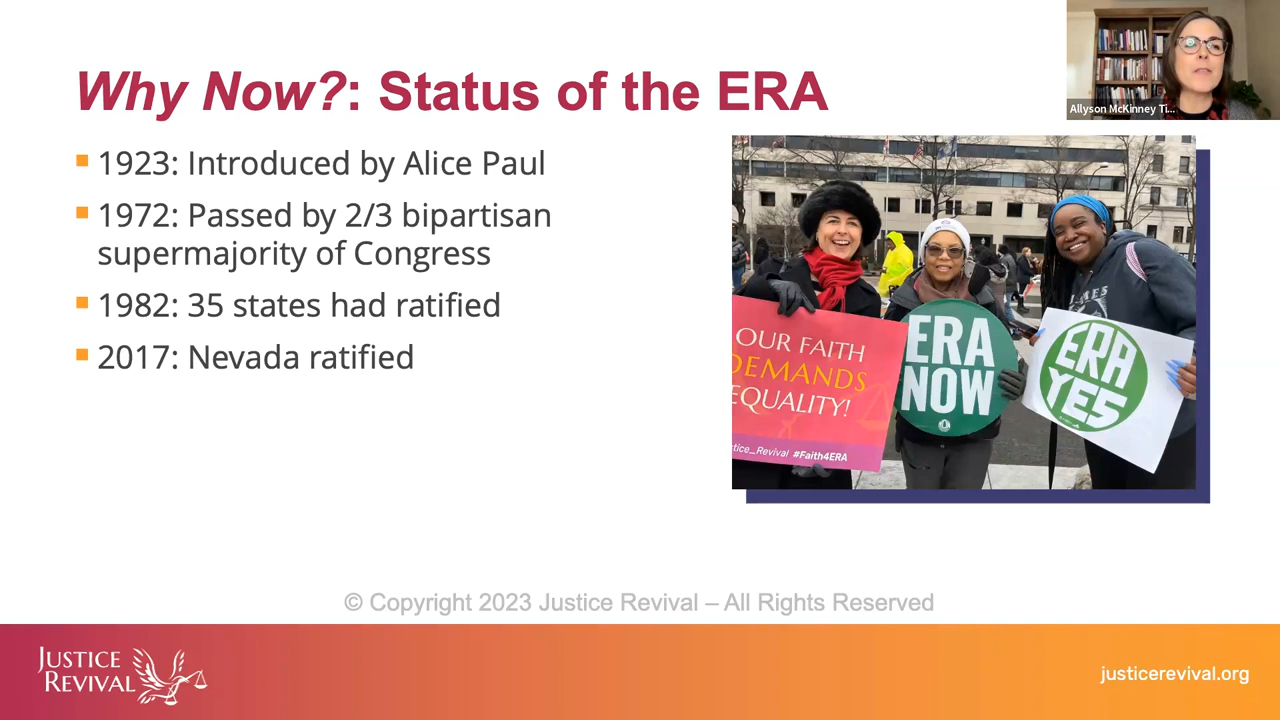 Why Now?: Status of the ERA
Allyson McKinney Ti...
1923: Introduced by Alice Paul
1972: Passed by 2/3 bipartisan
supermajority of Congress
1982: 35 states had ratified
2017: Nevada ratified
OUR FAITH
DEMANDS
EQUALITY!
tice_Revival #Faith4ERA
ERA
NOW
ERA
YES
© Copyright 2023 Justice Revival – All Rights Reserved
JUSTICE
REVIVAL
justicerevival.org